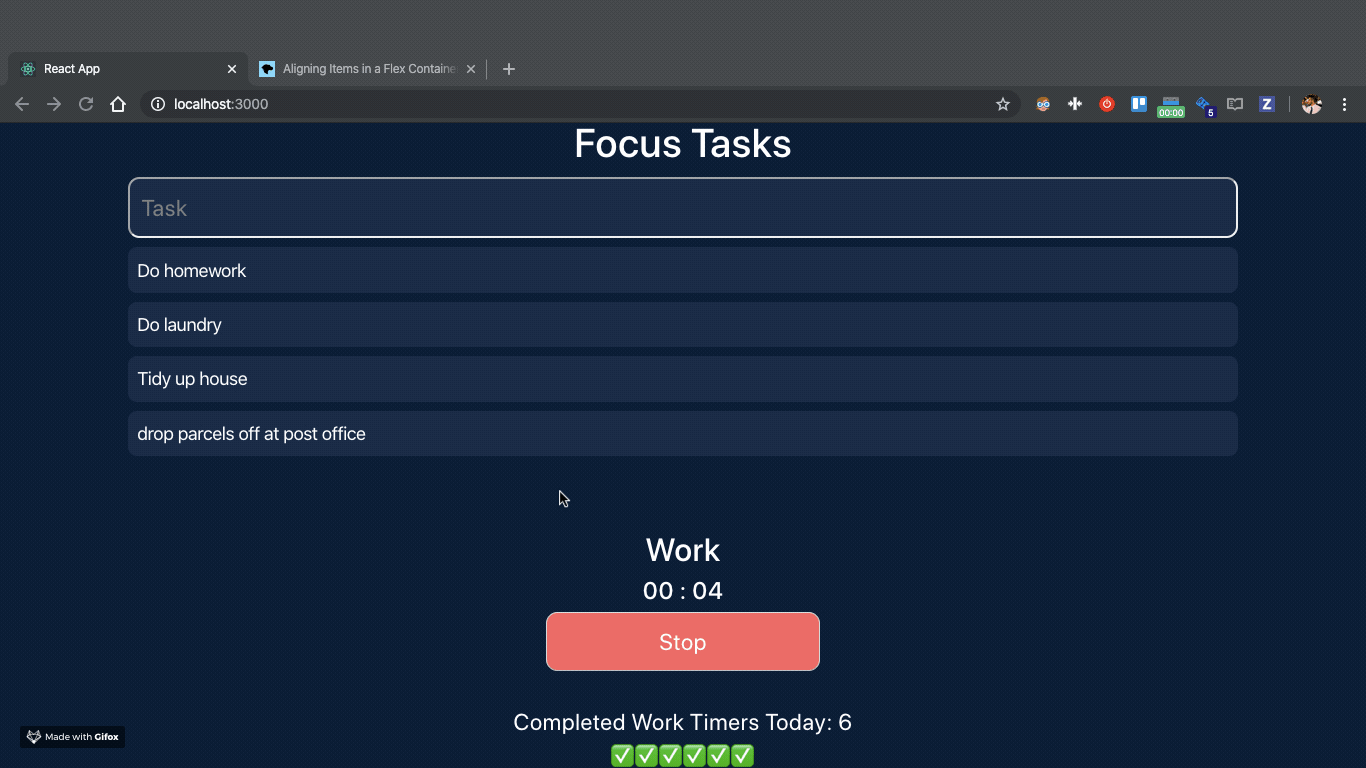 React App
Aligning Items in a Flex Containe
localhost:3000
00:00
5
Z
Focus Tasks
Task
Do homework
Do laundry
Tidy up house
drop parcels off at post office
Work
00 : 04
Stop
Completed Work Timers Today: 6
Made with Gifox